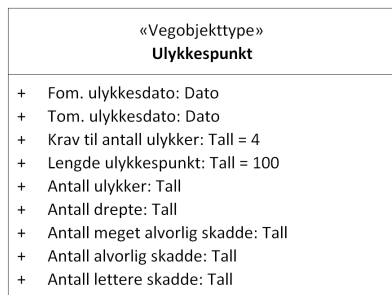 «Vegobjekttype»
Ulykkespunkt
+ Fom. ulykkesdato: Dato
+ Tom. ulykkesdato: Dato
+ Krav til antall ulykker: Tall = 4
+ Lengde ulykkespunkt: Tall = 100
+ Antall ulykker: Tall
+ Antall drepte: Tall
+ Antall meget alvorlig skadde: Tall
+ Antall alvorlig skadde: Tall
+ Antall lettere skadde: Tall